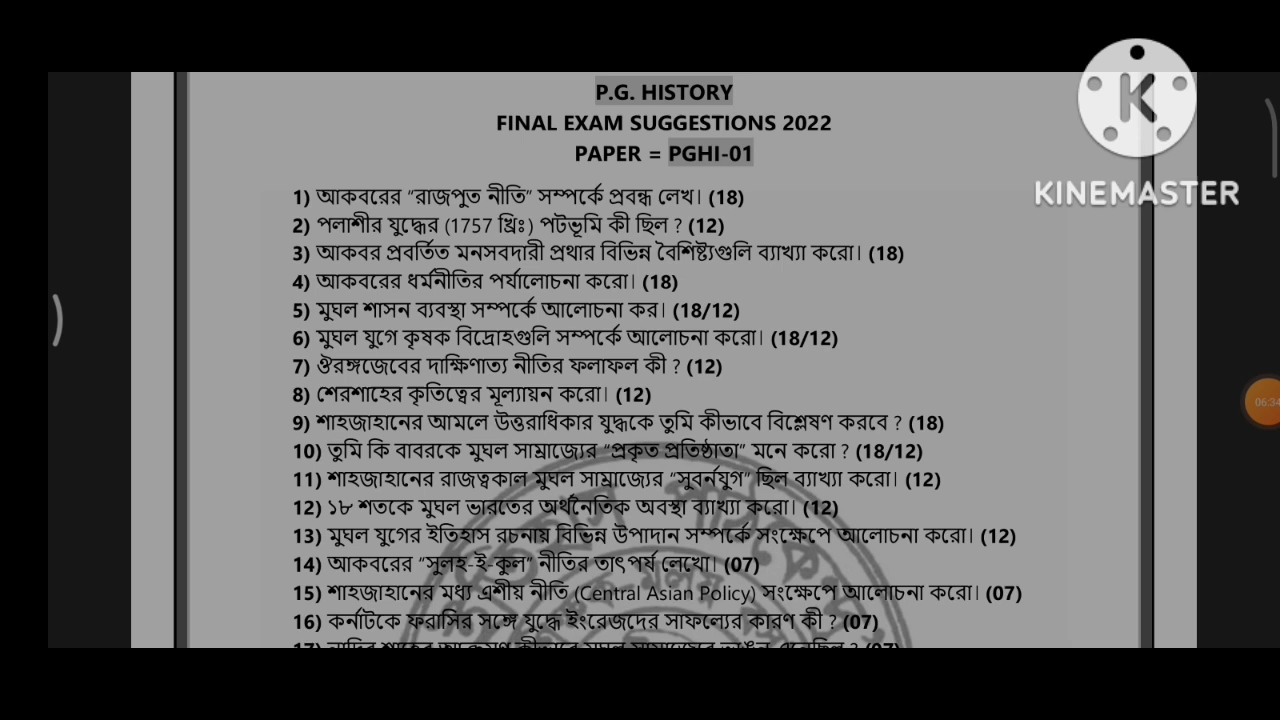 P.G. HISTORY
FINAL EXAM SUGGESTIONS 2022
PAPER = PGHI-01
1) আকবরের “রাজপুত নীতি” সম্পর্কে প্রবন্ধ লেখ। (18)
2) পলাশীর যুদ্ধের (1757 খ্রিঃ) পটভূমি কী ছিল ? (12)
3) আকবর প্রবর্তিত মনসবদারী প্রথার বিভিন্ন বৈশিষ্ট্যগুলি ব্যাখ্যা করো। (18)
4) আকবরের ধর্মনীতির পর্যালোচনা করো। (18)
5) মুঘল শাসন ব্যবস্থা সম্পর্কে আলোচনা কর। (18/12)
6) মুঘল যুগে কৃষক বিদ্রোহগুলি সম্পর্কে আলোচনা করো। (18/12)
7) ঔরঙ্গজেবের দাক্ষিণাত্য নীতির ফলাফল কী ? (12)
8) শেরশাহের কৃতিত্বের মূল্যায়ন করো। (12)
9) শাহজাহানের আমলে উত্তরাধিকার যুদ্ধকে তুমি কীভাবে বিশ্লেষণ করবে ? (18)
10) তুমি কি বাবরকে মুঘল সাম্রাজ্যের “প্রকৃত প্রতিষ্ঠাতা” মনে করো ? (18/12)
11) শাহজাহানের রাজত্বকাল মুঘল সাম্রাজ্যের “সুবর্নযুগ” ছিল ব্যাখ্যা করো। (12)
12) ১৮ শতকে মুঘল ভারতের অর্থনৈতিক অবস্থা ব্যাখ্যা করো। (12)
13) মুঘল যুগের ইতিহাস রচনায় বিভিন্ন উপাদান সম্পর্কে সংক্ষেপে আলোচনা করো। (12)
14) আকবরের “সুলহ-ই-কুল” নীতির তাৎপর্য লেখো। (07)
15) শাহজাহানের মধ্য এশীয় নীতি (Central Asian Policy) সংক্ষেপে আলোচনা করো। (07)
16) কর্নাটকে ফরাসির সঙ্গে যুদ্ধে ইংরেজদের সাফল্যের কারণ কী ? (07)
KINEMASTER